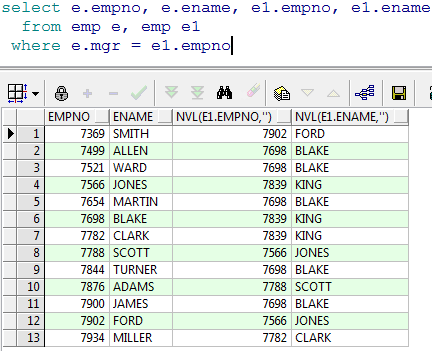 select e.empno, e.ename, e1.empno, e1.ename
from emp e, emp e1
where e.mgr = e1.empno
EMPNO ENAME NVL(E1.EMPNO,'') NVL(E1.ENAME,'')
1 7369 SMITH 7902 FORD
2 7499 ALLEN 7698 BLAKE
3 7521 WARD 7698 BLAKE
4 7566 JONES 7839 KING
5 7654 MARTIN 7698 BLAKE
6 7698 BLAKE 7839 KING
7 7782 CLARK 7839 KING
8 7788 SCOTT 7566 JONES
9 7844 TURNER 7698 BLAKE
10 7876 ADAMS 7788 SCOTT
11 7900 JAMES 7698 BLAKE
12 7902 FORD 7566 JONES
13 7934 MILLER 7782 CLARK